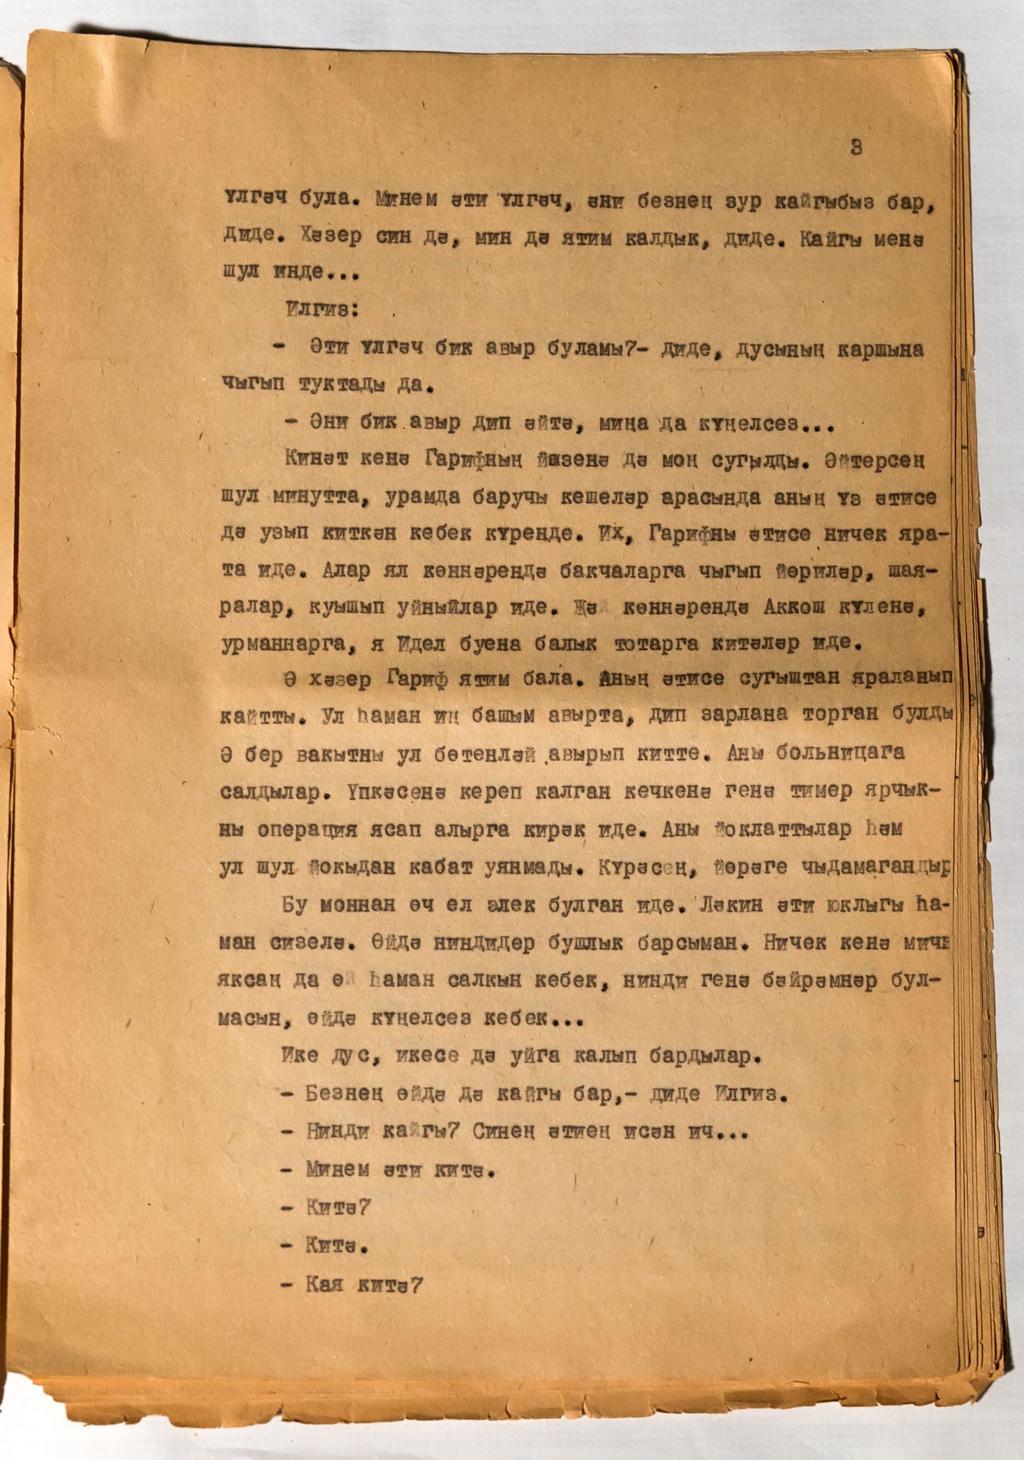 3
үлгәч була. Минем әти үлгәч, әни безнең зур кайгыбыз бар,
диде. Хәзер син дә, мин дә ятим калдык, диде. Кайгы менә
шул инде...
Илгиз:
- Әти үлгәч бик авыр буламы?- диде, дусының каршына
чыгып туктады да.
- Әни бик авыр дип әйтә, миңа да күңелсез...
Кинәт кенә Гарифның йөзенә дә моң сугылды. Әйтерсең
шул минутта, урамда баручы кешеләр арасында аның үз әтисе
дә узып киткән кебек күренде. Их, Гарифны әтисе ничек яра-
та иде. Алар ял көннәрендә бакчаларга чыгып йөриләр, шая-
ралар, куышып уйныйлар иде. Җәй көннәрендә Аккош күленә,
урманнарга, я Идел буена балык тотарга китәләр иде.
Ә хәзер Гариф ятим бала. Аның әтисе сугыштан яраланып
кайтты. Ул һаман иң башым авырта, дип зарлана торган булды
Ә бер вакытны ул бөтенләй авырып китте. Аны больницага
салдылар. Үпкәсенә кереп калган кечкенә генә тимер ярчык-
ны операция ясап алырга кирәк иде. Аны йоклаттылар һәм
ул шул йокыдан кабат уянмады. Күрәсең, йөрәге чыдамагандыр
Бу моннан өч ел элек булган иде. Ләкин әти юклыгы һа-
ман сизелә. Өйдә ниндидер бушлык барсыман. Ничек кенә мич
яксаң да өй һаман салкын кебек, нинди генә бәйрәмнәр бул-
масын, өйдә күңелсез кебек...
Ике дус, икесе дә уйга калып бардылар.
- Безнең өйдә дә кайгы бар,- диде Илгиз.
- Нинди кайгы? Синең әтиең исән ич...
- Минем әти китә.
- Китә?
- Китә.
- Кая китә?